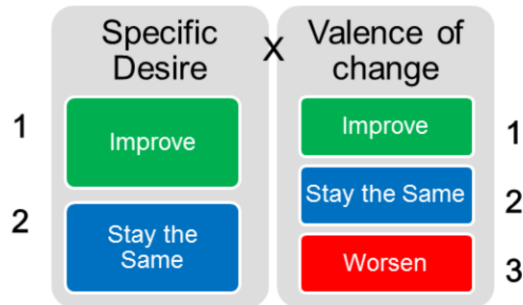 Specific
Desire
x
Valence of
change
1
Improve
2
Stay the
Same
Improve
1
Stay the Same
2
Worsen
3